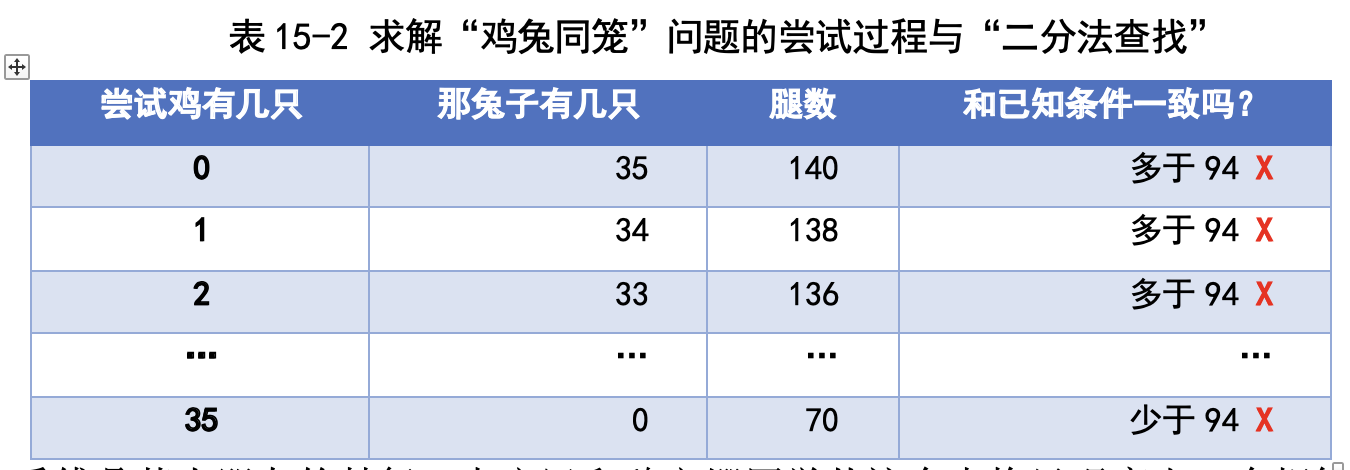 表 15-2 求解“鸡兔同笼”问题的尝试过程与“二分法查找”
尝试鸡有几只 那兔子有几只 腿数 和已知条件一致吗？
0 35 140 多于 94 X
1 34 138 多于 94 X
2 33 136 多于 94 X
… … … …
35 0 70 少于 94 X